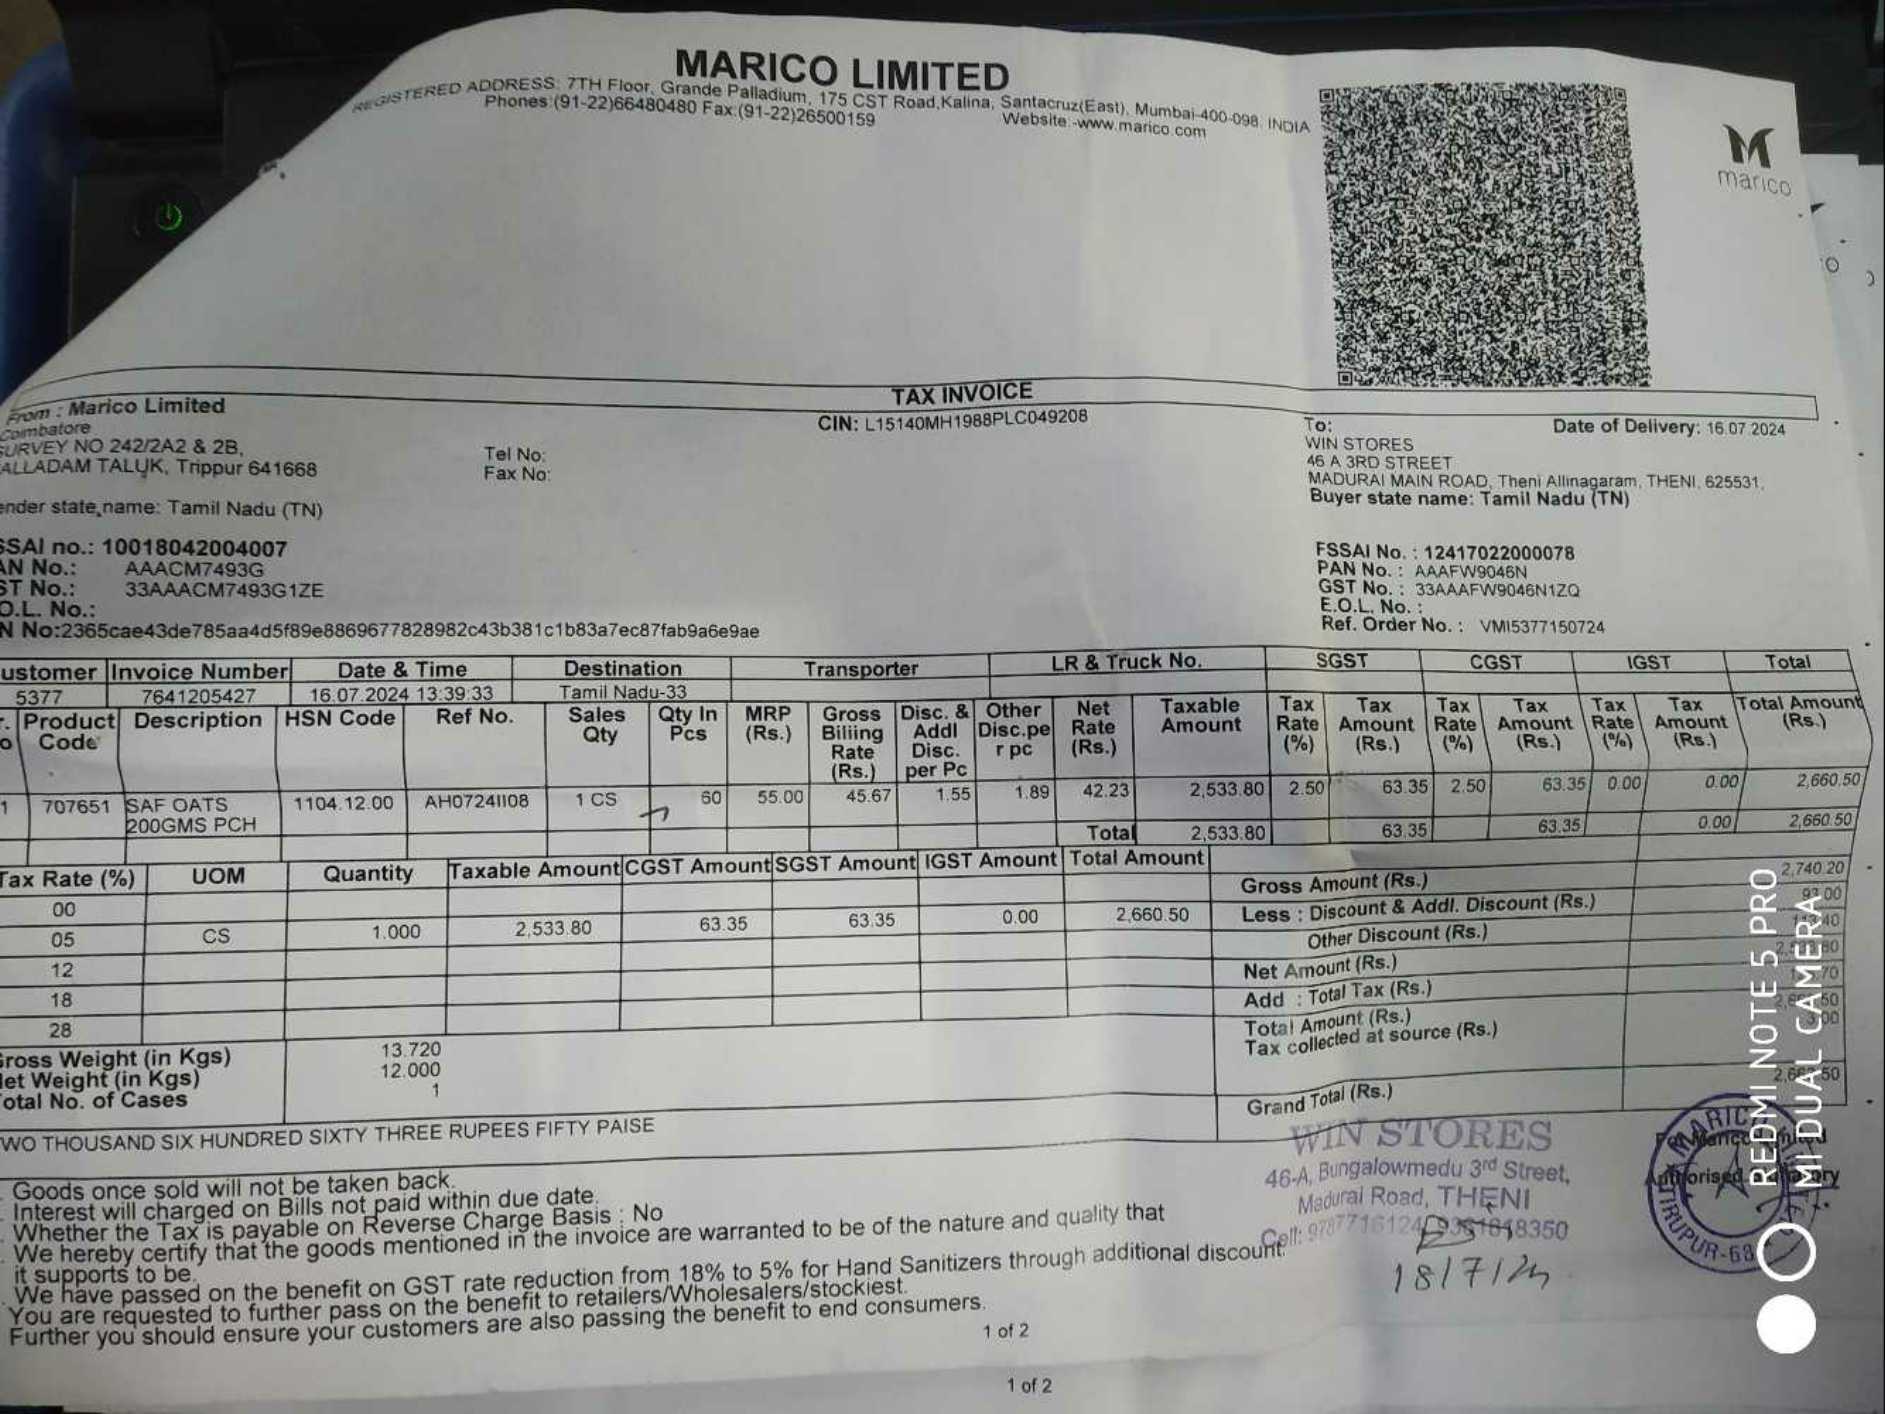 MARICO LIMITED
REGISTERED ADDRESS: 7TH Floor, Grande Palladium, 175 CST Road,Kalina, Santacruz(East), Mumbai-400-098. INDIA
Phones:(91-22)66480480 Fax:(91-22)26500159 Website:-www.marico.com
marico
TAX INVOICE
CIN: L15140MH1988PLC049208
From : Marico Limited
Coimbatore
SURVEY NO 242/2A2 & 2B,
ALLADAM TALUK, Trippur 641668
ender state name: Tamil Nadu (TN)
Tel No:
Fax No:
To: Date of Delivery: 16.07.2024
WIN STORES
46 A 3RD STREET
MADURAI MAIN ROAD, Theni Allinagaram, THENI, 625531,
Buyer state name: Tamil Nadu (TN)
SSAI no.: 10018042004007
AN No.: AAACM7493G
ST No.: 33AAACM7493G1ZE
O.L. No.:
N No:2365cae43de785aa4d5f89e8869677828982c43b381c1b83a7ec87fab9a6e9ae
FSSAI No. : 12417022000078
PAN No. : AAAFW9046N
GST No. : 33AAAFW9046N1ZQ
E.O.L. No. :
Ref. Order No. : VMI5377150724
ustomer Invoice Number Date & Time Destination Transporter LR & Truck No. SGST CGST IGST Total
5377 7641205427 16.07.2024 13:39:33 Tamil Nadu-33
r. Product Description HSN Code Ref No. Sales Qty In MRP Gross Disc. & Other Net Taxable Tax Tax Tax Tax Tax Tax Total Amount
o Code Qty Pcs (Rs.) Biliing Addl Disc.pe Rate Amount Rate Amount Rate Amount Rate Amount (Rs.)
Rate Disc. r pc (Rs.) (%) (Rs.) (%) (Rs.) (%) (Rs.)
(Rs.) per Pc
1 707651 SAF OATS 1104.12.00 AH07241108 1 CS 60 55.00 45.67 1.55 1.89 42.23 2,533.80 2.50 63.35 2.50 63.35 0.00 0.00 2,660.50
200GMS PCH
Total 2,533.80 63.35 63.35 0.00 2,660.50
Tax Rate (%) UOM Quantity Taxable Amount CGST Amount SGST Amount IGST Amount Total Amount
00
05 CS 1.000 2,533.80 63.35 63.35 0.00 2,660.50
12
18
28
Gross Amount (Rs.) 2,740.20
Less : Discount & Addl. Discount (Rs.) 93.00
Other Discount (Rs.)
Net Amount (Rs.)
Add : Total Tax (Rs.)
Total Amount (Rs.)
Tax collected at source (Rs.)
Grand Total (Rs.)
ross Weight (in Kgs) 13.720
et Weight (in Kgs) 12.000
otal No. of Cases 1
WO THOUSAND SIX HUNDRED SIXTY THREE RUPEES FIFTY PAISE
Goods once sold will not be taken back.
Interest will charged on Bills not paid within due date.
Whether the Tax is payable on Reverse Charge Basis : No
We hereby certify that the goods mentioned in the invoice are warranted to be of the nature and quality that
it supports to be.
We have passed on the benefit on GST rate reduction from 18% to 5% for Hand Sanitizers through additional discount.
You are requested to further pass on the benefit to retailers/Wholesalers/stockiest.
Further you should ensure your customers are also passing the benefit to end consumers.
WIN STORES
46-A, Bungalowmedu 3rd Street,
Madurai Road, THENI
Cell: 9787716124
18/7/24
Authorised
1 of 2
1 of 2
REDMI NOTE 5 PRO
MI DUAL CAMERA